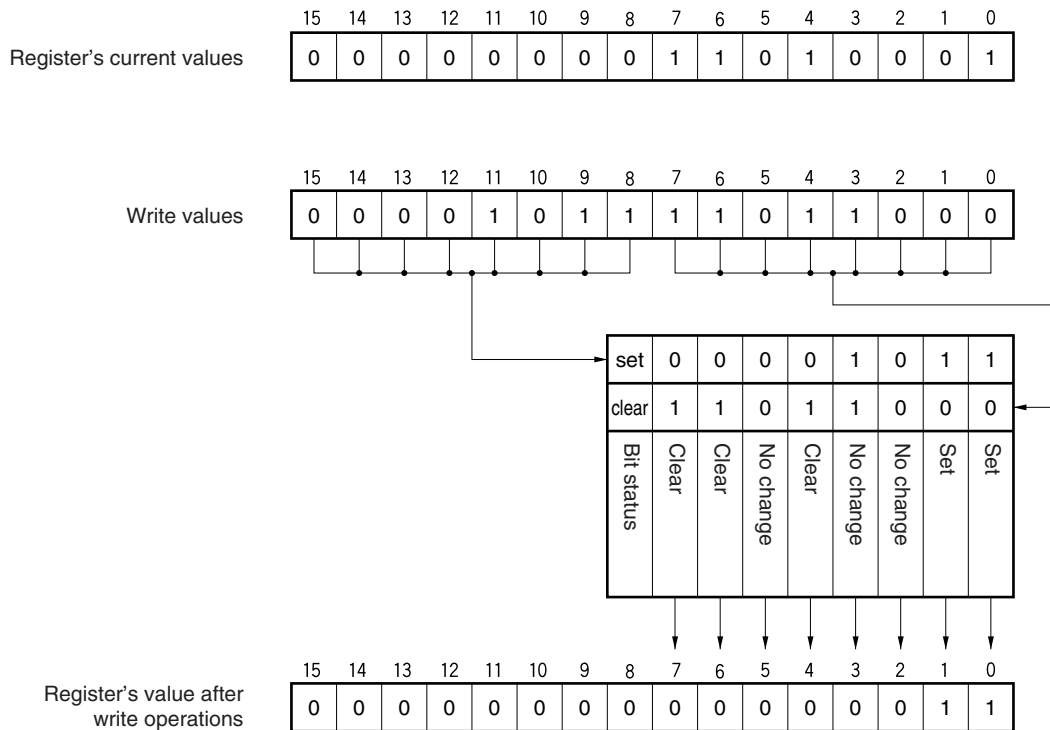 15 14 13 12 11 10 9 8 7 6 5 4 3 2 1 0
Register's current values 0 0 0 0 0 0 0 0 1 1 0 1 0 0 0 1
15 14 13 12 11 10 9 8 7 6 5 4 3 2 1 0
Write values 0 0 0 0 1 0 1 1 1 1 0 1 1 0 0 0
set 0 0 0 0 1 0 1 1
clear 1 1 0 1 1 0 0 0
Bit status Clear Clear No change Clear No change No change Set Set
15 14 13 12 11 10 9 8 7 6 5 4 3 2 1 0
Register's value after
write operations 0 0 0 0 0 0 0 0 0 0 0 0 0 0 1 1